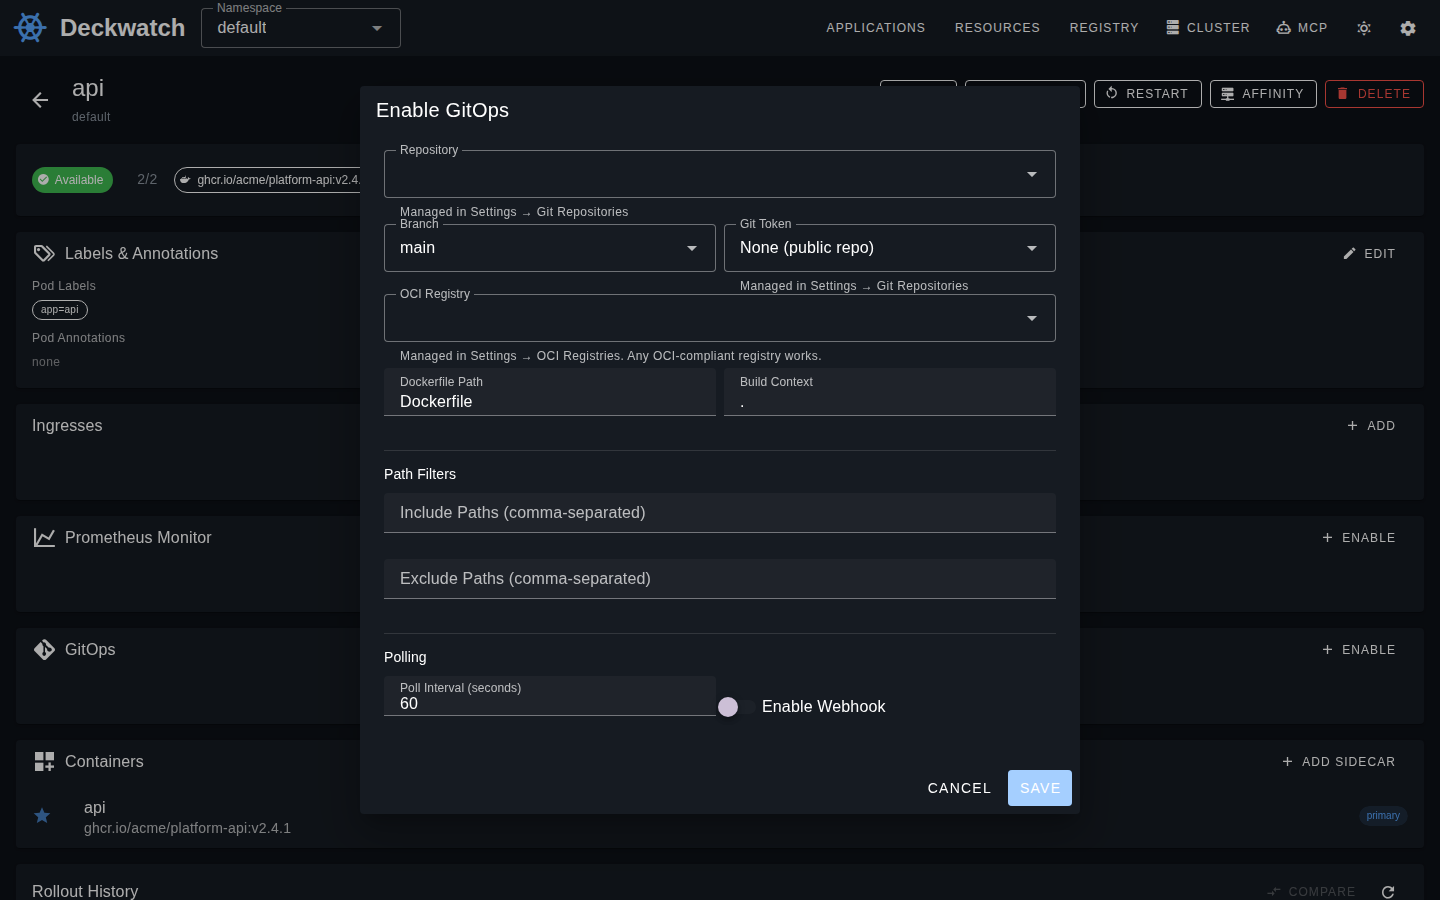 Deckwatch
Namespace
default
APPLICATIONS
RESOURCES
REGISTRY
CLUSTER
MCP
api
default
RESTART
AFFINITY
DELETE
Available
2/2
ghcr.io/acme/platform-api:v2.4.
Labels & Annotations
EDIT
Pod Labels
app=api
Pod Annotations
none
Ingresses
ADD
Prometheus Monitor
ENABLE
GitOps
ENABLE
Containers
ADD SIDECAR
api
ghcr.io/acme/platform-api:v2.4.1
primary
Rollout History
COMPARE
Enable GitOps
Repository
Managed in Settings → Git Repositories
Branch
main
Git Token
None (public repo)
Managed in Settings → Git Repositories
OCI Registry
Managed in Settings → OCI Registries. Any OCI-compliant registry works.
Dockerfile Path
Dockerfile
Build Context
.
Path Filters
Include Paths (comma-separated)
Exclude Paths (comma-separated)
Polling
Poll Interval (seconds)
60
Enable Webhook
CANCEL
SAVE